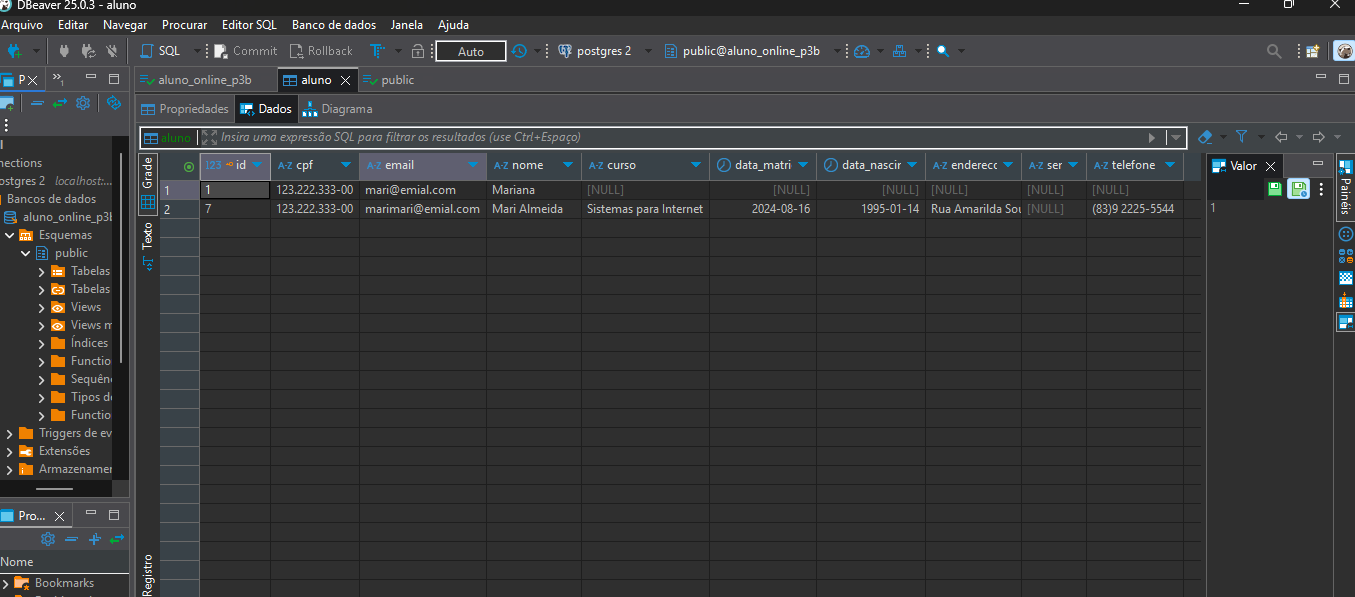 DBeaver 25.0.3 - aluno
Arquivo Editar Navegar Procurar Editor SQL Banco de dados Janela Ajuda
SQL Commit Rollback Auto postgres 2 public@aluno_online_p3b
P aluno_online_p3b aluno public
Propriedades Dados Diagrama
aluno Insira uma expressão SQL para filtrar os resultados (use Ctrl+Espaço)
Grade
Texto
Registro
123 id A-Z cpf A-Z email A-Z nome A-Z curso data_matri data_nascir A-Z enderecc A-Z ser A-Z telefone
1 1 123.222.333-00 mari@emial.com Mariana [NULL] [NULL] [NULL] [NULL] [NULL] [NULL]
2 7 123.222.333-00 marimari@emial.com Mari Almeida Sistemas para Internet 2024-08-16 1995-01-14 Rua Amarilda Sou [NULL] (83)9 2225-5544
Valor
1
Painéis
nections
ostgres 2 localhost:...
Bancos de dados
aluno_online_p3b
Esquemas
public
Tabelas
Tabelas
Views
Views m
Índices
Functio
Sequên
Tipos d
Functio
Triggers de ev
Extensões
Armazenamer
Pro...
Nome
Bookmarks